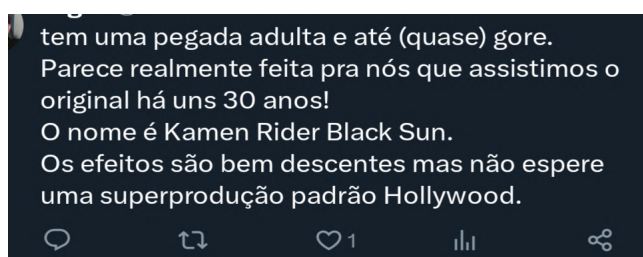 tem uma pegada adulta e até (quase) gore.
Parece realmente feita pra nós que assistimos o
original há uns 30 anos!
O nome é Kamen Rider Black Sun.
Os efeitos são bem descentes mas não espere
uma superprodução padrão Hollywood.
1